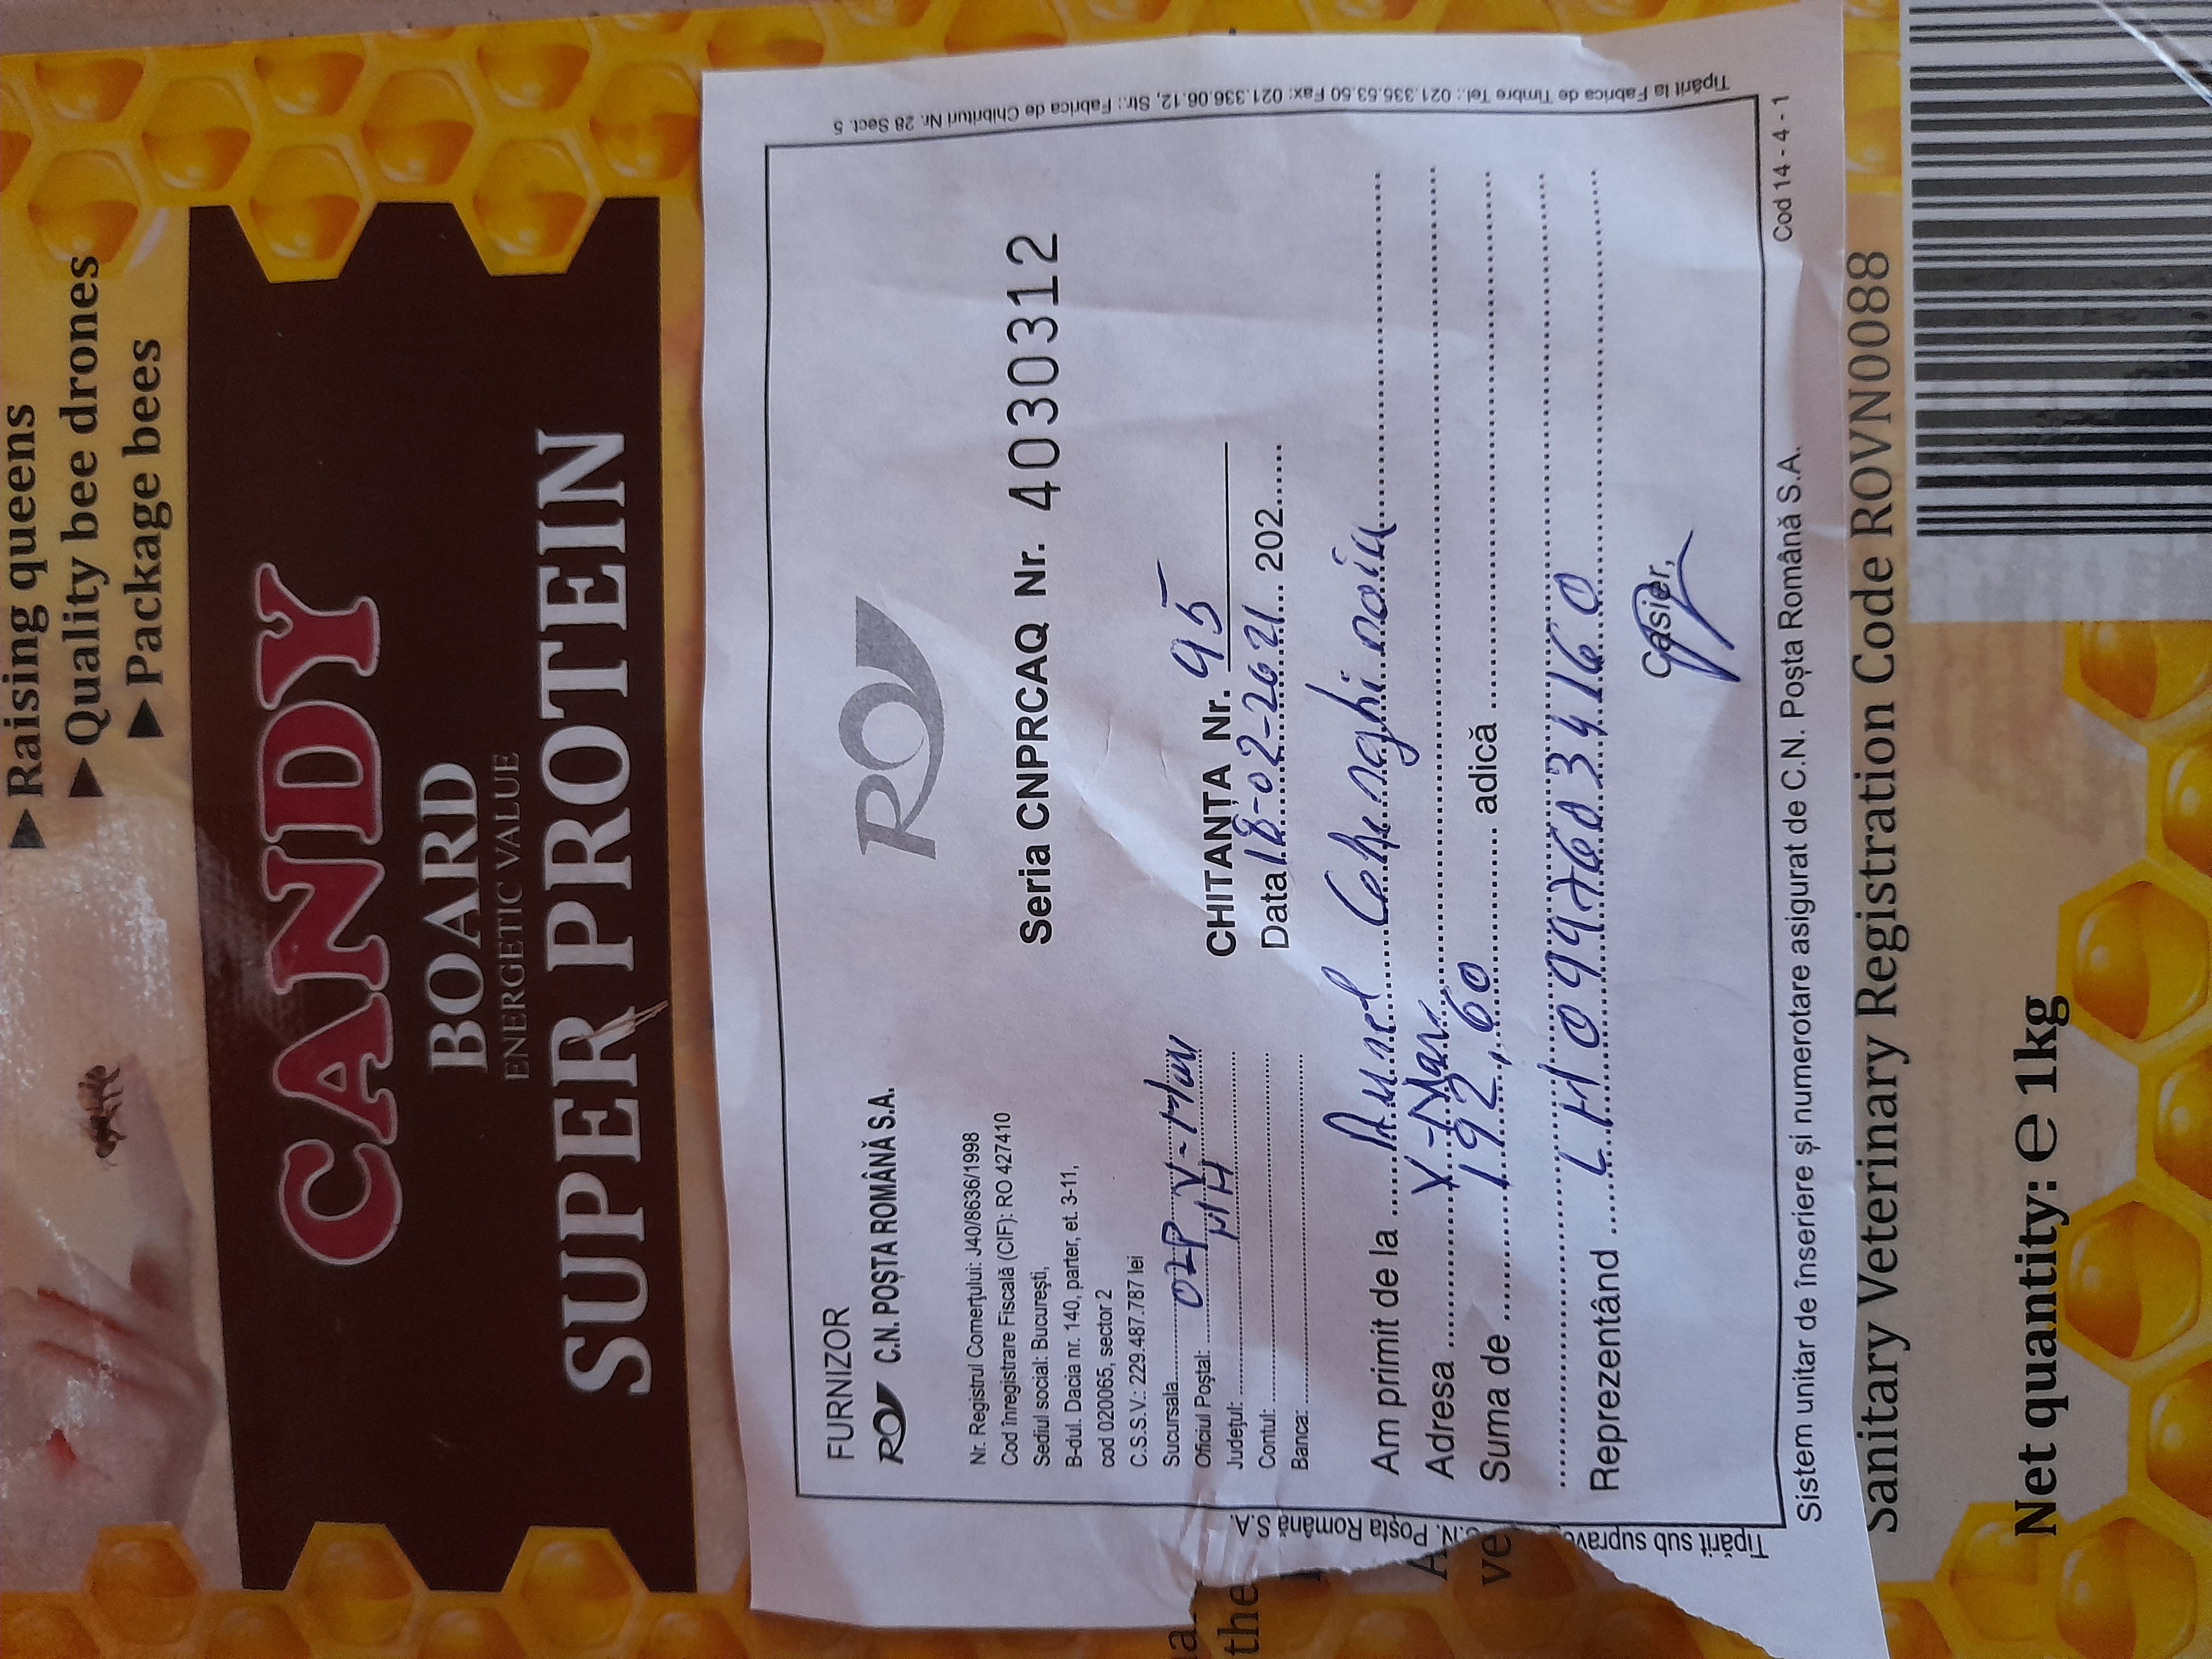 ▶ Raising queens
▶ Quality bee drones
▶ Package bees
CANDY
BOARD
ENERGETIC VALUE
SUPER PROTEIN
Tipărit la Fabrica de Timbre Tel.: 021.335.53.50 Fax: 021.336.06.12, Str.: Fabrica de Chibrituri Nr. 28 Sect. 5
FURNIZOR
C.N. POȘTA ROMÂNĂ S.A.
Nr. Registrul Comerțului: J40/8636/1998
Cod înregistrare Fiscală (CIF): RO 427410
Sediul social: București,
B-dul. Dacia nr. 140, parter, et. 3-11,
cod 020065, sector 2
C.S.S.V.: 229.487.787 lei
Sucursala
Oficiul Poștal:
Județul: MH
Contul:
Banca:
Seria CNPRCAQ Nr. 4030312
CHITANȚA Nr. 95
Data 18-02-2021 202
Am primit de la
Adresa
Suma de 192,60 adică
Reprezentând
Casier,
Cod 14 - 4 - 1
Sistem unitar de înseriere și numerotare asigurat de C.N. Poșta Română S.A.
Tipărit sub
Poșta Română S.A.
the
Sanitary Veterinary Registration Code ROVN0088
Net quantity: e 1kg